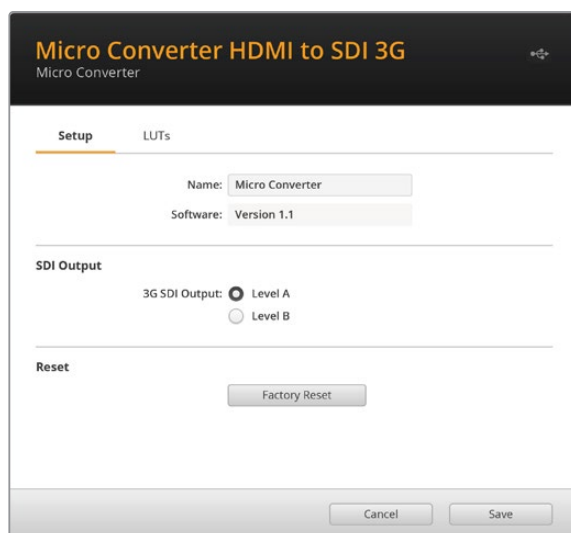 Micro Converter HDMI to SDI 3G
Micro Converter
Setup LUTs
Name: Micro Converter
Software: Version 1.1
SDI Output
3G SDI Output: Level A
Level B
Reset
Factory Reset
Cancel Save